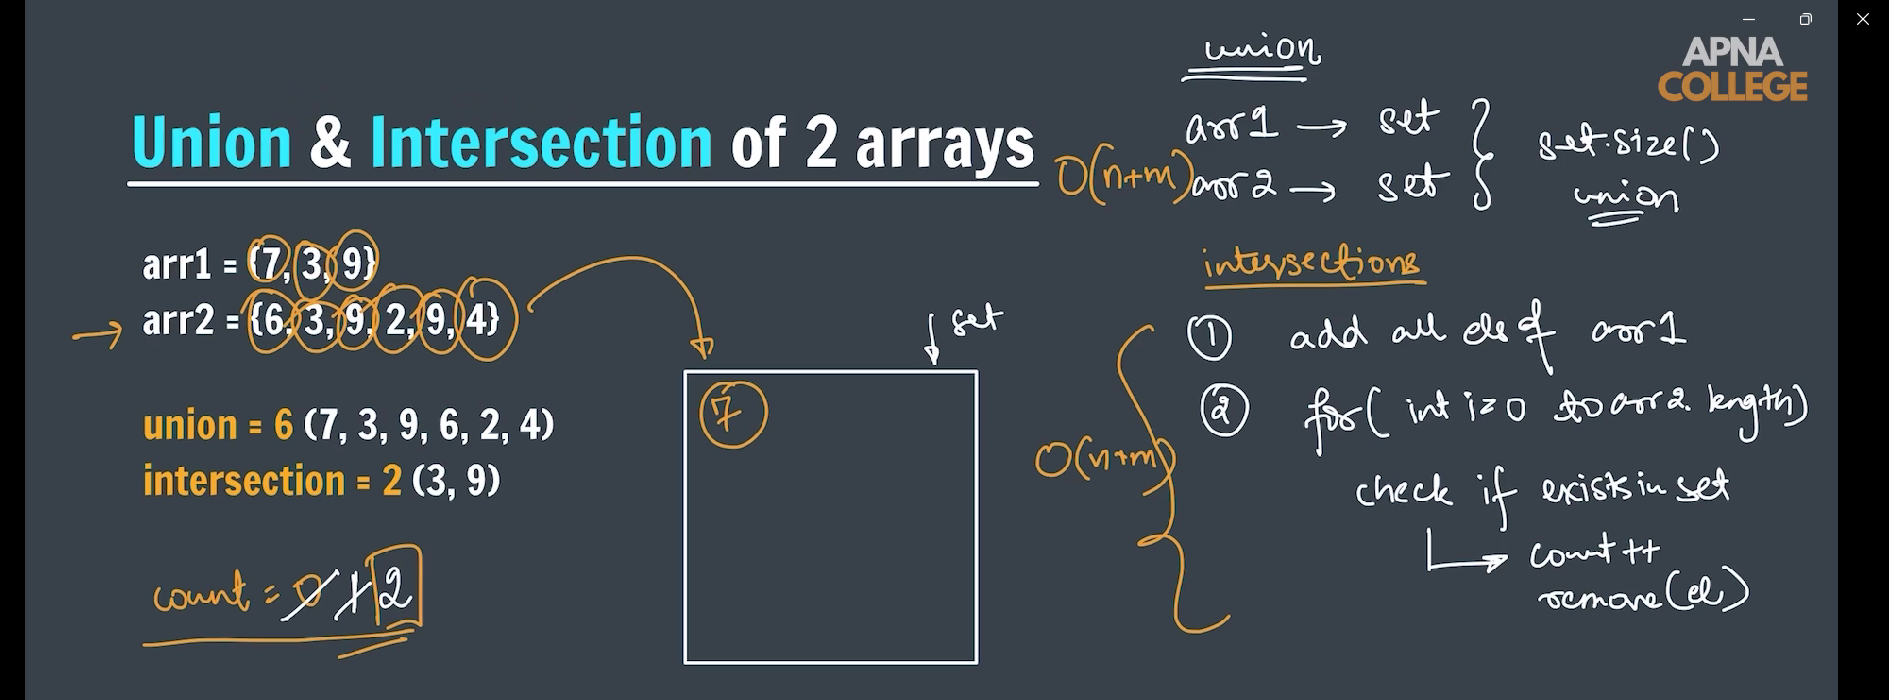 APNA
COLLEGE
Union & Intersection of 2 arrays
arr1 = {7, 3, 9}
arr2 = {6, 3, 9, 2, 9, 4}
union = 6 (7, 3, 9, 6, 2, 4)
intersection = 2 (3, 9)
count = 0 1 2
set
7
union
arr1 → set
arr2 → set
O(n+m)
set.size()
union
intersections
① add all els of arr1
② for( int i=0 to arr2.length)
check if exists in set
count++
remove(el)
O(n+m)